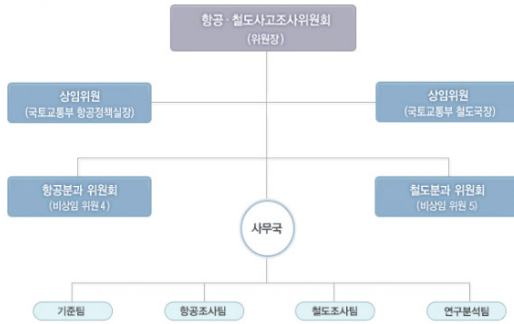 항공·철도사고조사위원회
(위원장)
상임위원
(국토교통부 항공정책실장)
상임위원
(국토교통부 철도국장)
항공분과 위원회
(비상임 위원 4)
철도분과 위원회
(비상임 위원 5)
사무국
기준팀
항공조사팀
철도조사팀
연구분석팀